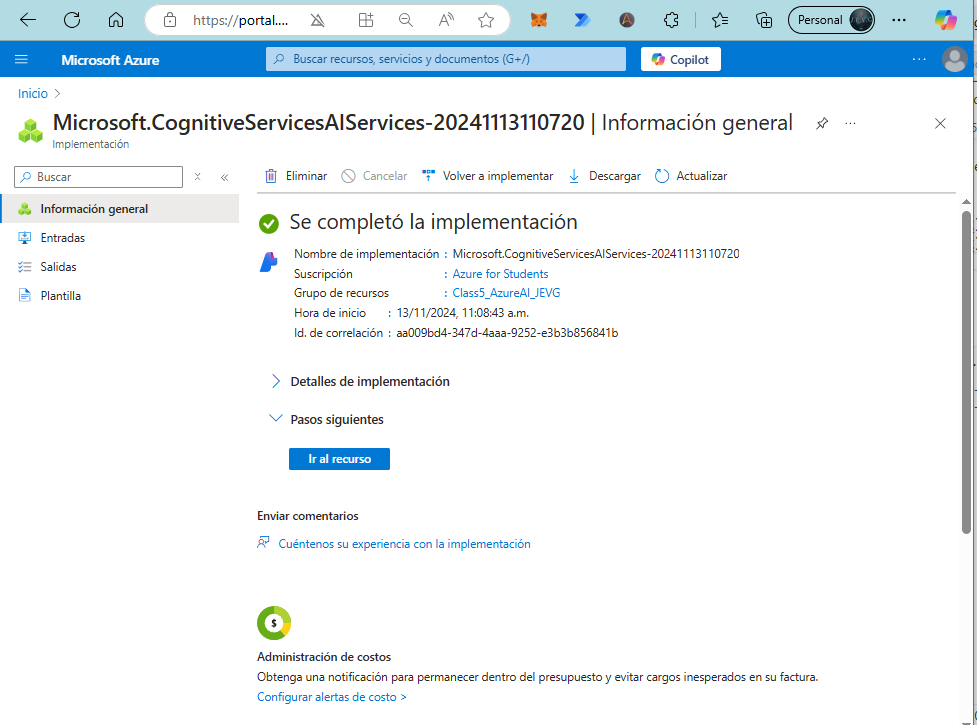 https://portal....
Personal
Microsoft Azure
Buscar recursos, servicios y documentos (G+/)
Copilot
Inicio
Microsoft.CognitiveServicesAIServices-20241113110720 | Información general
Implementación
Buscar
Eliminar
Cancelar
Volver a implementar
Descargar
Actualizar
Información general
Entradas
Salidas
Plantilla
Se completó la implementación
Nombre de implementación : Microsoft.CognitiveServicesAIServices-20241113110720
Suscripción : Azure for Students
Grupo de recursos : Class5_AzureAI_JEVG
Hora de inicio : 13/11/2024, 11:08:43 a.m.
Id. de correlación : aa009bd4-347d-4aaa-9252-e3b3b856841b
Detalles de implementación
Pasos siguientes
Ir al recurso
Enviar comentarios
Cuéntenos su experiencia con la implementación
$
Administración de costos
Obtenga una notificación para permanecer dentro del presupuesto y evitar cargos inesperados en su factura.
Configurar alertas de costo >